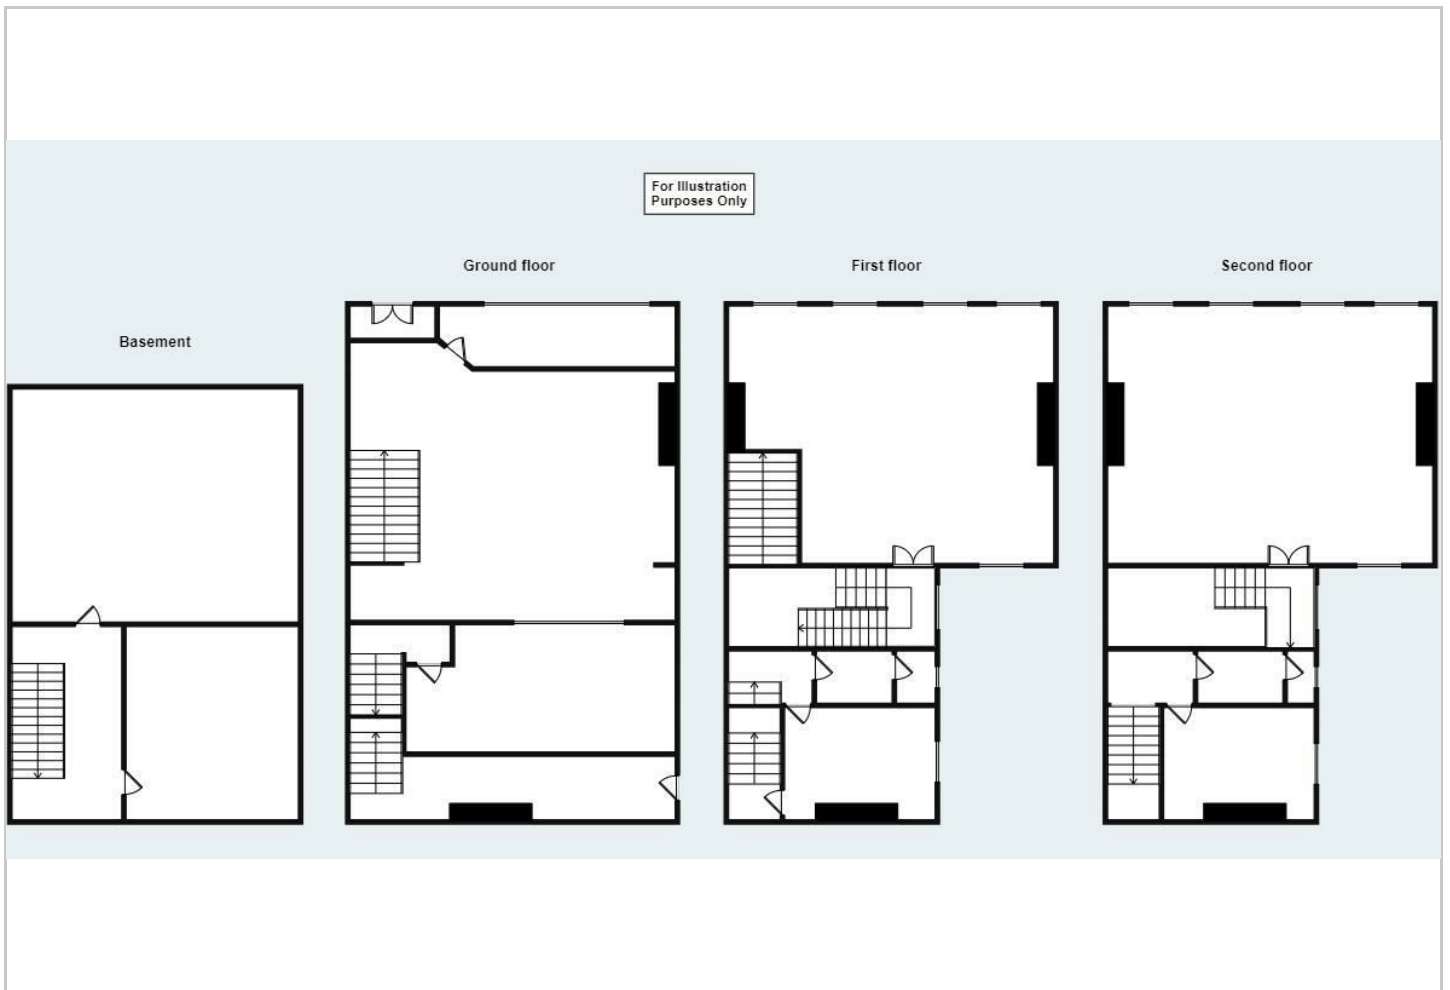 For Illustration
Purposes Only
Ground floor
First floor
Second floor
Basement